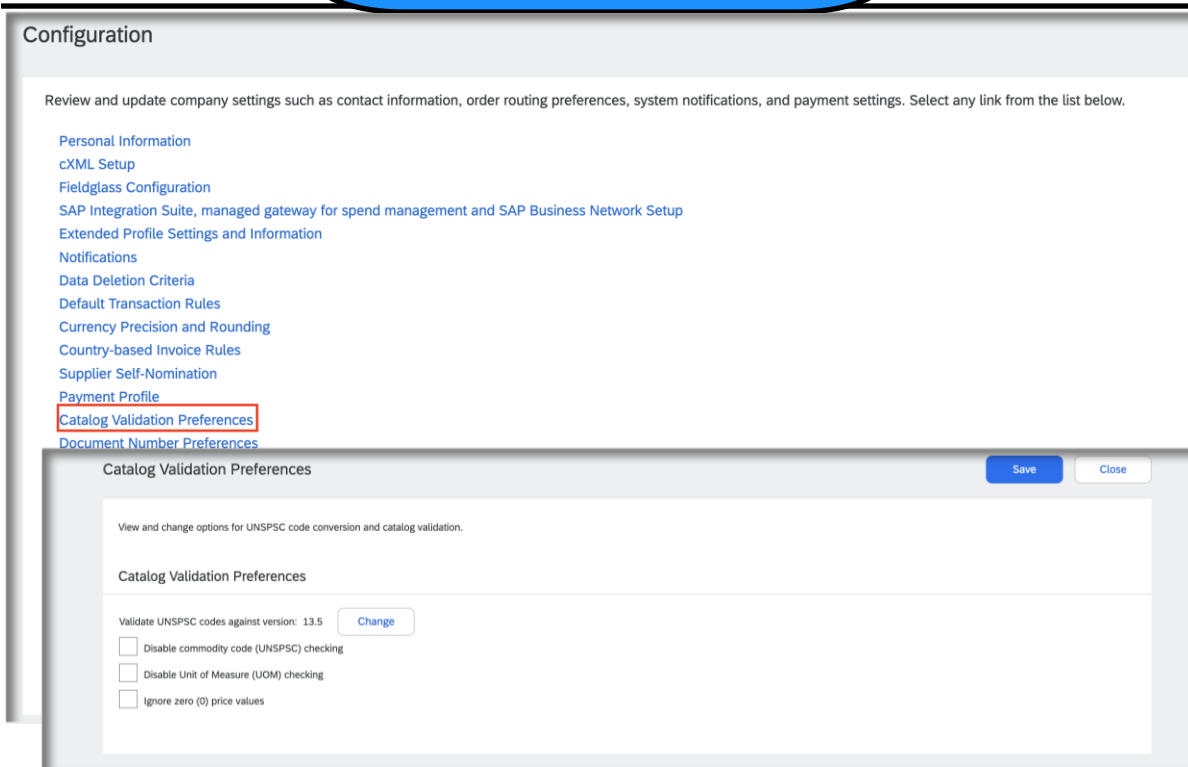 Configuration
Review and update company settings such as contact information, order routing preferences, system notifications, and payment settings. Select any link from the list below.
Personal Information
cXML Setup
Fieldglass Configuration
SAP Integration Suite, managed gateway for spend management and SAP Business Network Setup
Extended Profile Settings and Information
Notifications
Data Deletion Criteria
Default Transaction Rules
Currency Precision and Rounding
Country-based Invoice Rules
Supplier Self-Nomination
Payment Profile
Catalog Validation Preferences
Document Number Preferences
Catalog Validation Preferences Save Close
View and change options for UNSPSC code conversion and catalog validation.
Catalog Validation Preferences
Validate UNSPSC codes against version: 13.5 Change
Disable commodity code (UNSPSC) checking
Disable Unit of Measure (UOM) checking
Ignore zero (0) price values